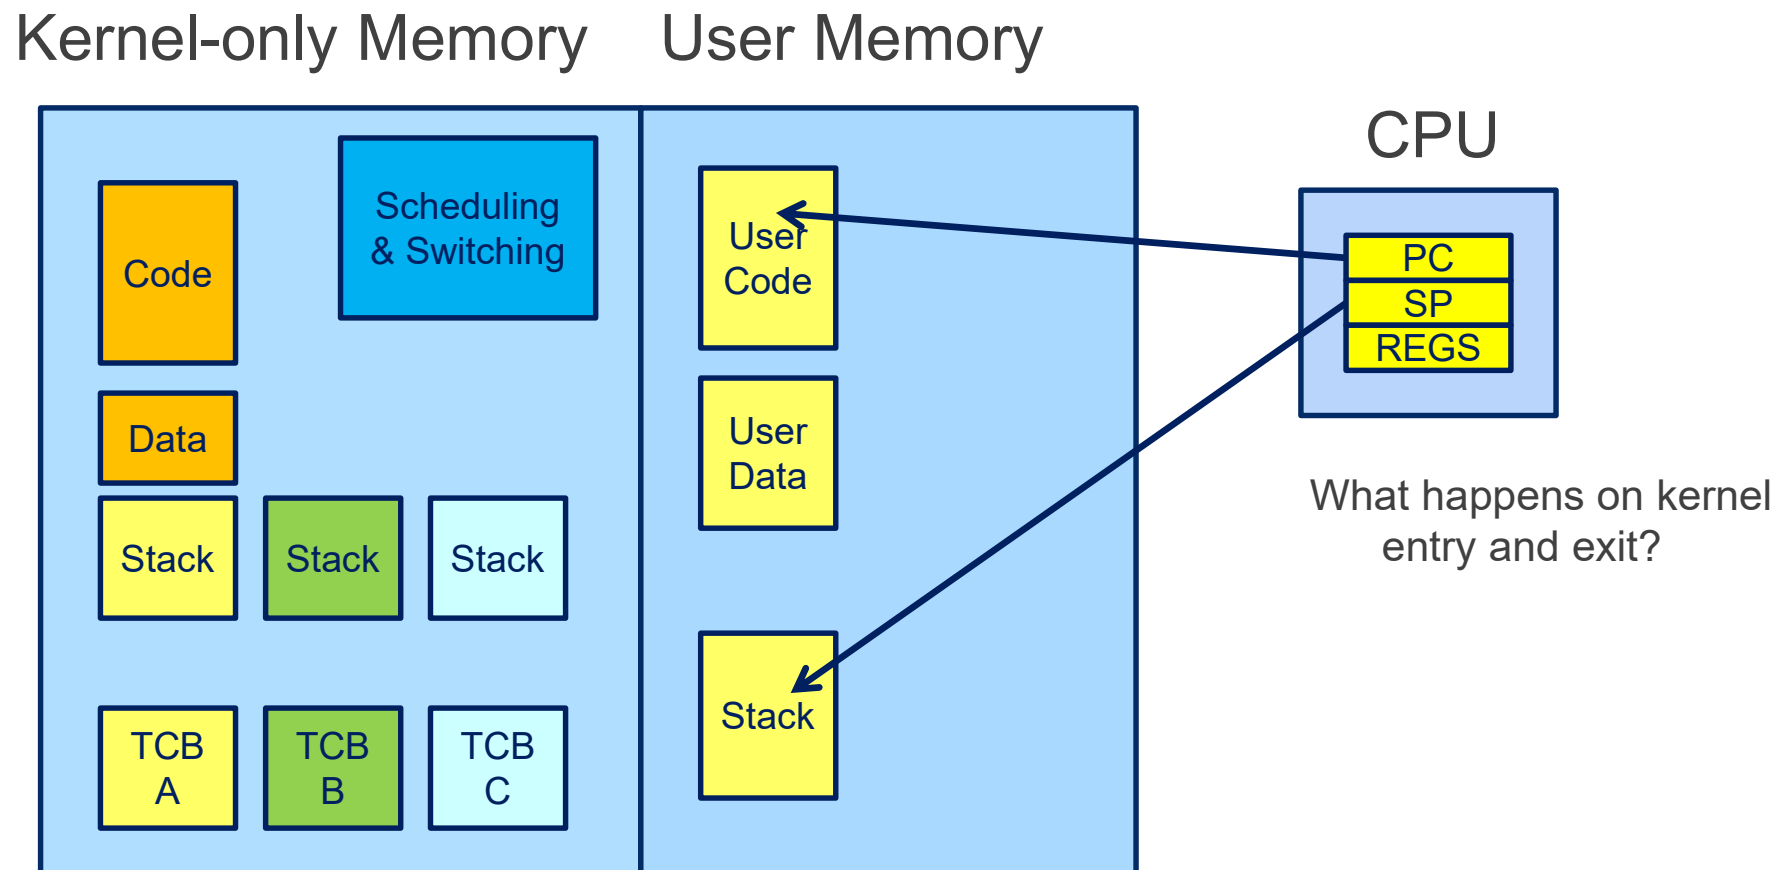 Kernel-only Memory
User Memory
CPU
Code
Scheduling
& Switching
Data
Stack
Stack
Stack
TCB
A
TCB
B
TCB
C
User
Code
User
Data
Stack
PC
SP
REGS
What happens on kernel
entry and exit?